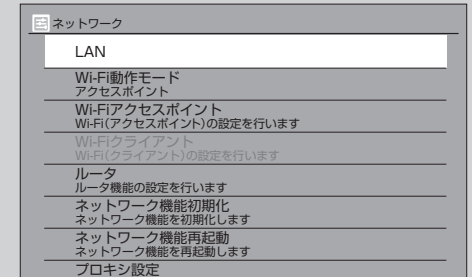 ネットワーク
LAN
Wi-Fi動作モード
アクセスポイント
Wi-Fiアクセスポイント
Wi-Fi(アクセスポイント)の設定を行います
Wi-Fiクライアント
Wi-Fi(クライアント)の設定を行います
ルータ
ルータ機能の設定を行います
ネットワーク機能初期化
ネットワーク機能を初期化します
ネットワーク機能再起動
ネットワーク機能を再起動します
プロキシ設定